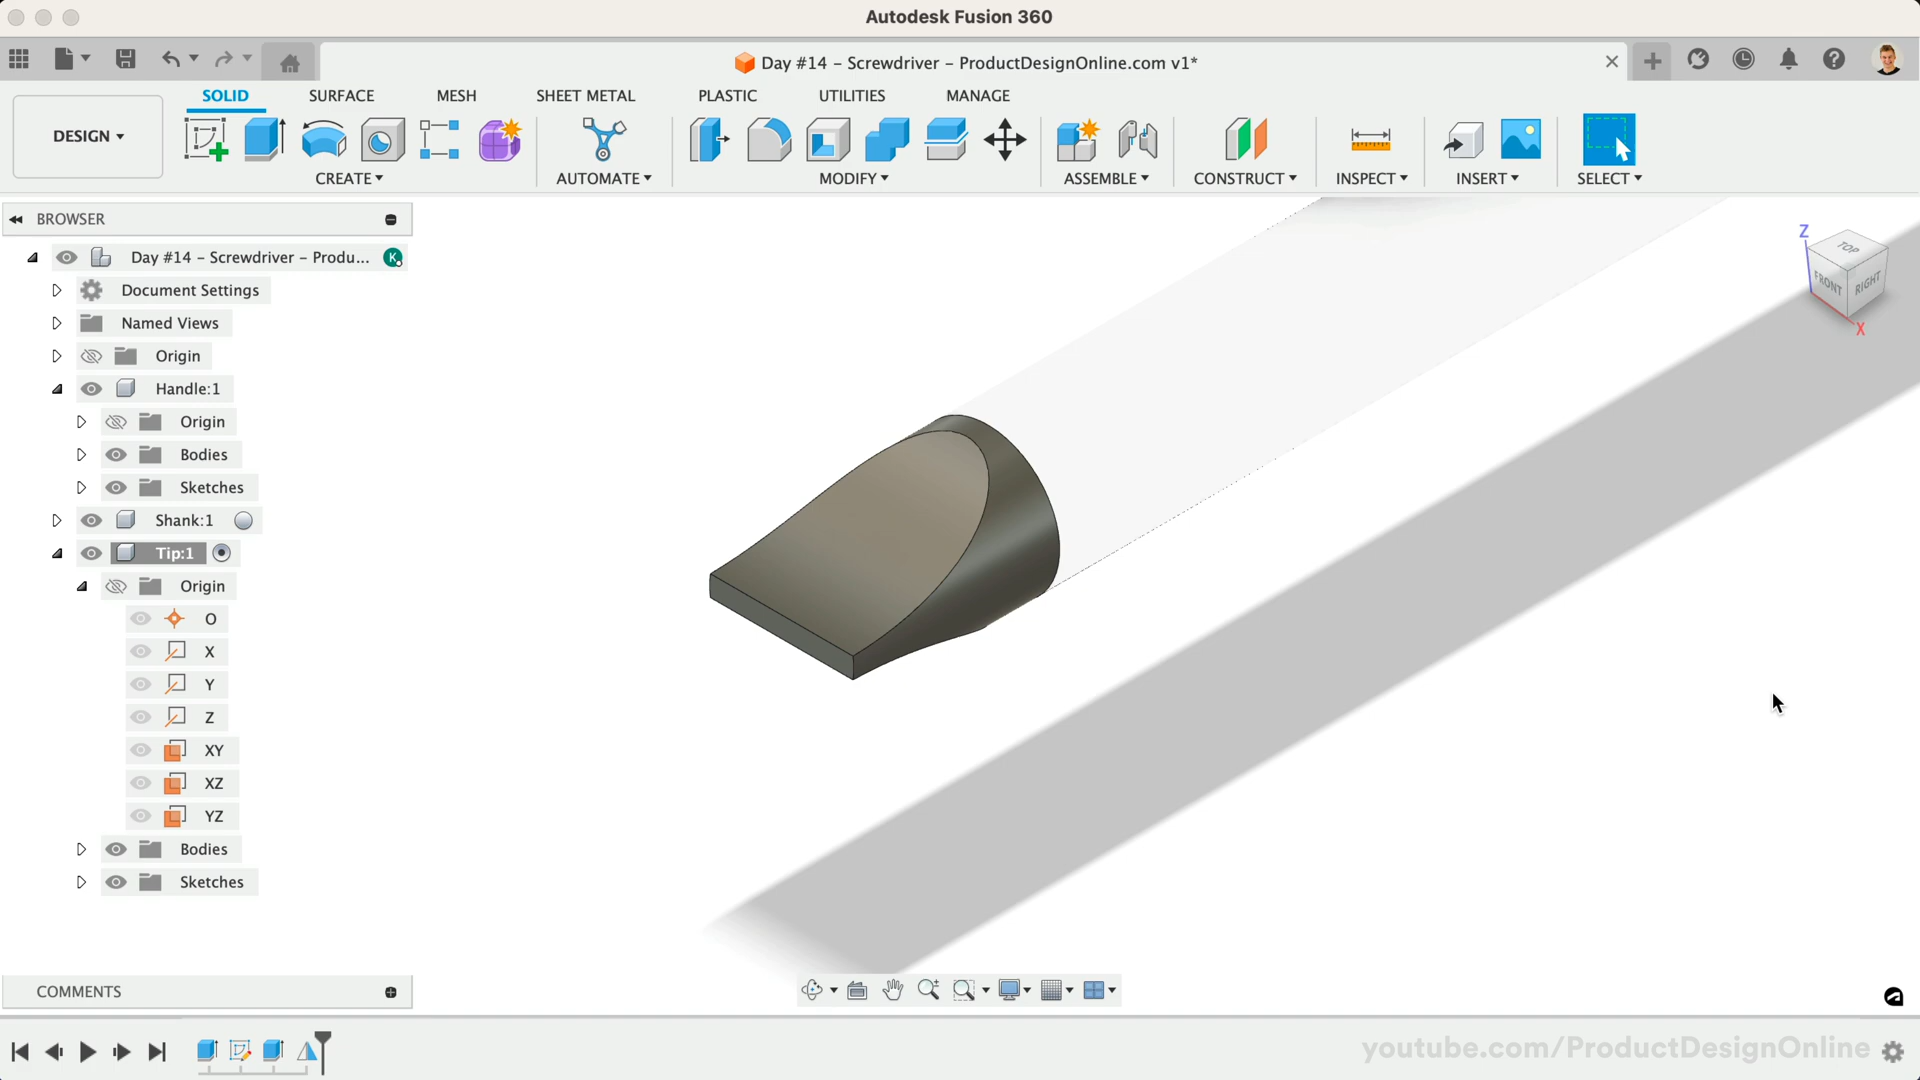 Autodesk Fusion 360
Day #14 – Screwdriver – ProductDesignOnline.com v1*
DESIGN
SOLID
SURFACE
MESH
SHEET METAL
PLASTIC
UTILITIES
MANAGE
CREATE
AUTOMATE
MODIFY
ASSEMBLE
CONSTRUCT
INSPECT
INSERT
SELECT
BROWSER
Day #14 – Screwdriver – Produ...
K
Document Settings
Named Views
Origin
Handle:1
Origin
Bodies
Sketches
Shank:1
Tip:1
Origin
O
X
Y
Z
XY
XZ
YZ
Bodies
Sketches
Z
TOP
FRONT
RIGHT
X
COMMENTS
youtube.com/ProductDesignOnline